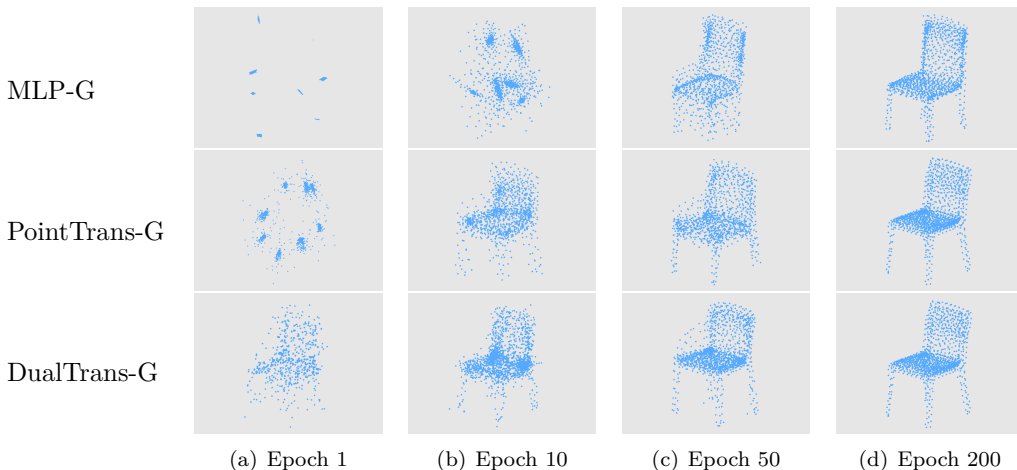 MLP-G
PointTrans-G
DualTrans-G
(a) Epoch 1
(b) Epoch 10
(c) Epoch 50
(d) Epoch 200